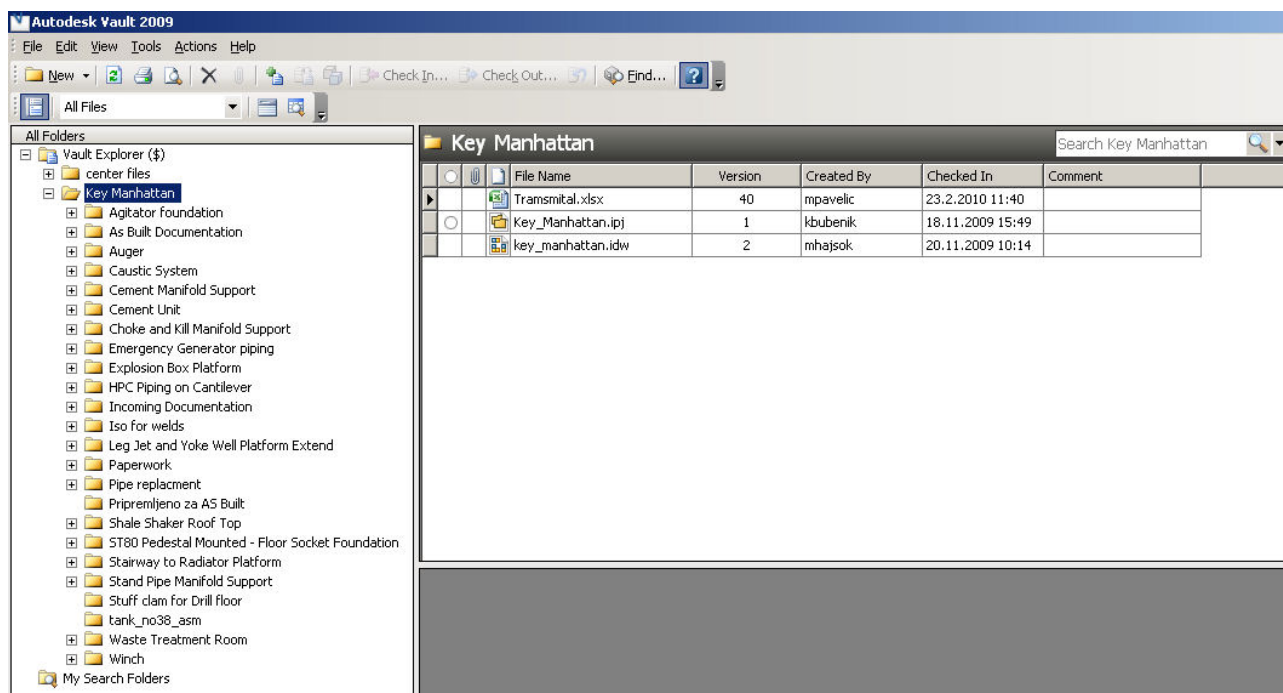 Autodesk Vault 2009
File Edit View Tools Actions Help
New Check In... Check Out... Find...
All Files
All Folders
Vault Explorer ($)
center files
Key Manhattan
Agitator foundation
As Built Documentation
Auger
Caustic System
Cement Manifold Support
Cement Unit
Choke and Kill Manifold Support
Emergency Generator piping
Explosion Box Platform
HPC Piping on Cantilever
Incoming Documentation
Iso for welds
Leg Jet and Yoke Well Platform Extend
Paperwork
Pipe replacment
Pripremljeno za AS Built
Shale Shaker Roof Top
ST80 Pedestal Mounted - Floor Socket Foundation
Stairway to Radiator Platform
Stand Pipe Manifold Support
Stuff clam for Drill floor
tank_no38_asm
Waste Treatment Room
Winch
My Search Folders
Key Manhattan Search Key Manhattan
File Name Version Created By Checked In Comment
Tramsmital.xlsx 40 mpavelic 23.2.2010 11:40
Key_Manhattan.ipj 1 kbubenik 18.11.2009 15:49
key_manhattan.idw 2 mhajsok 20.11.2009 10:14